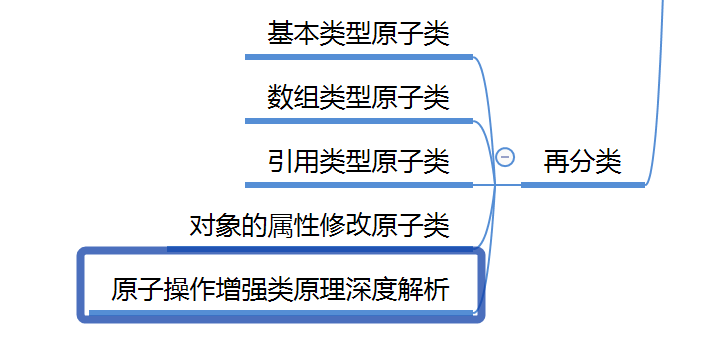 基本类型原子类
数组类型原子类
引用类型原子类
再分类
对象的属性修改原子类
原子操作增强类原理深度解析